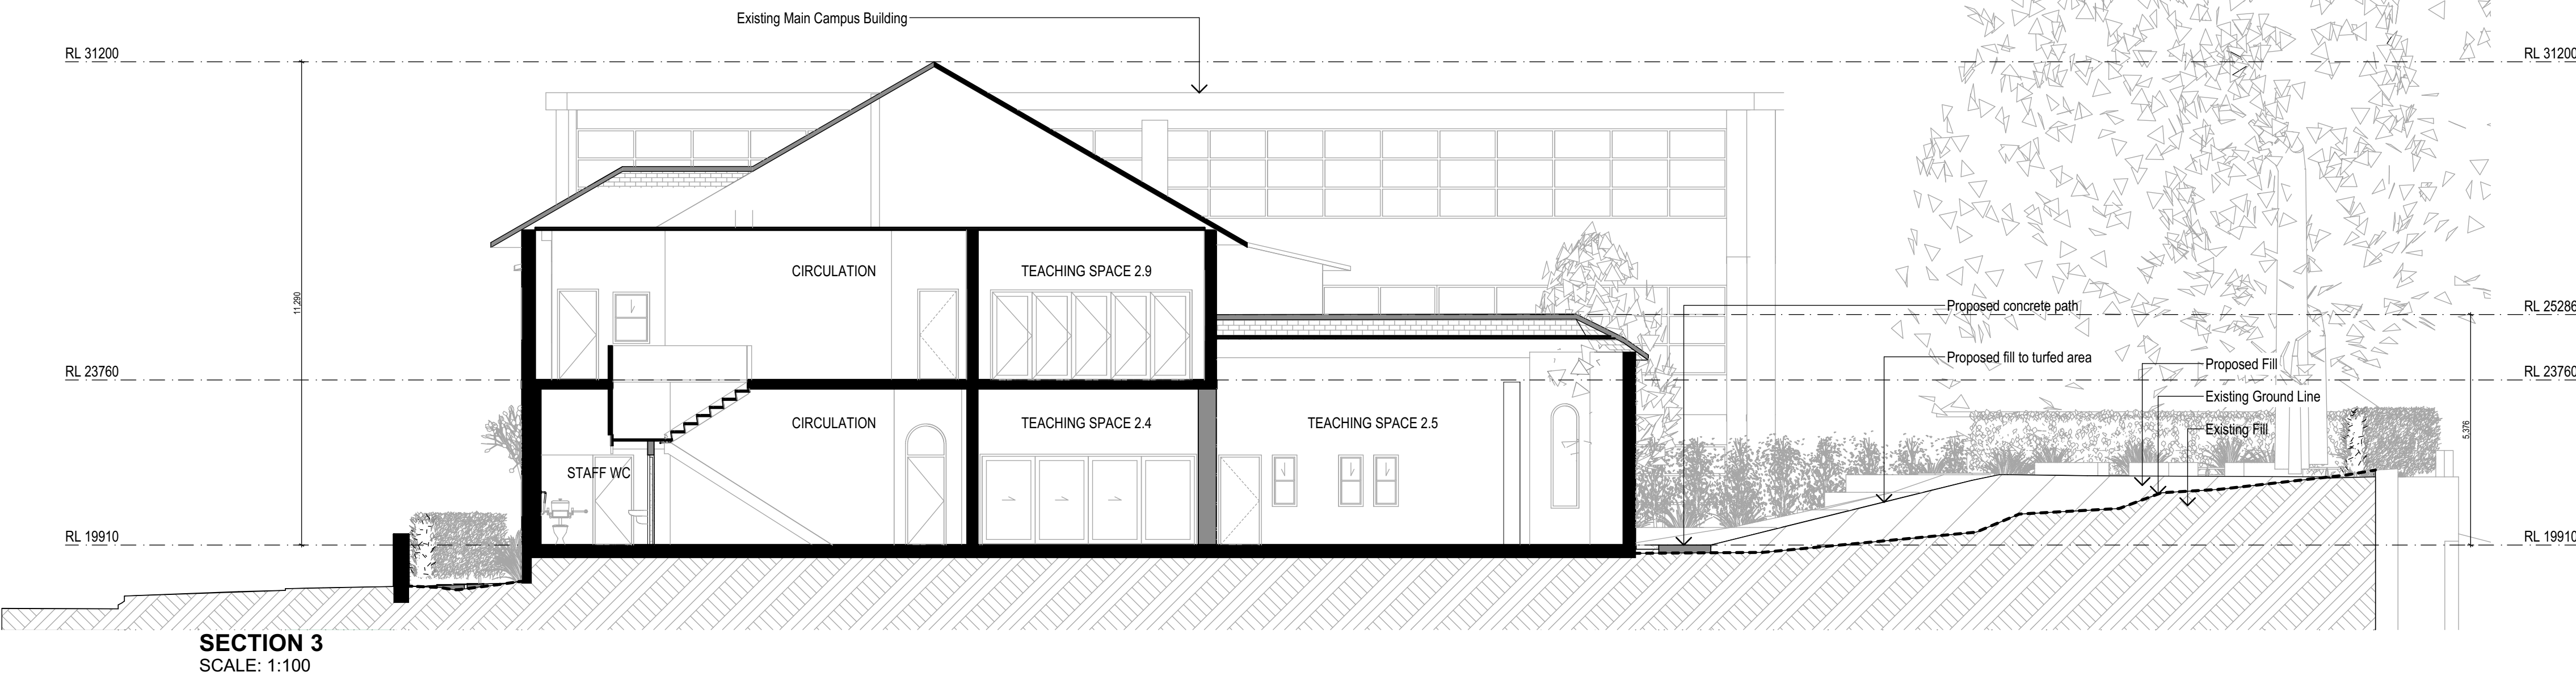 Existing Main Campus Building
RL 31200
RL 31200
11,290
CIRCULATION
TEACHING SPACE 2.9
Proposed concrete path
RL 25286
Proposed fill to turfed area
Proposed Fill
RL 23760
RL 23760
Existing Ground Line
CIRCULATION
TEACHING SPACE 2.4
TEACHING SPACE 2.5
Existing Fill
5,376
STAFF WC
RL 19910
RL 19910
SECTION 3
SCALE: 1:100